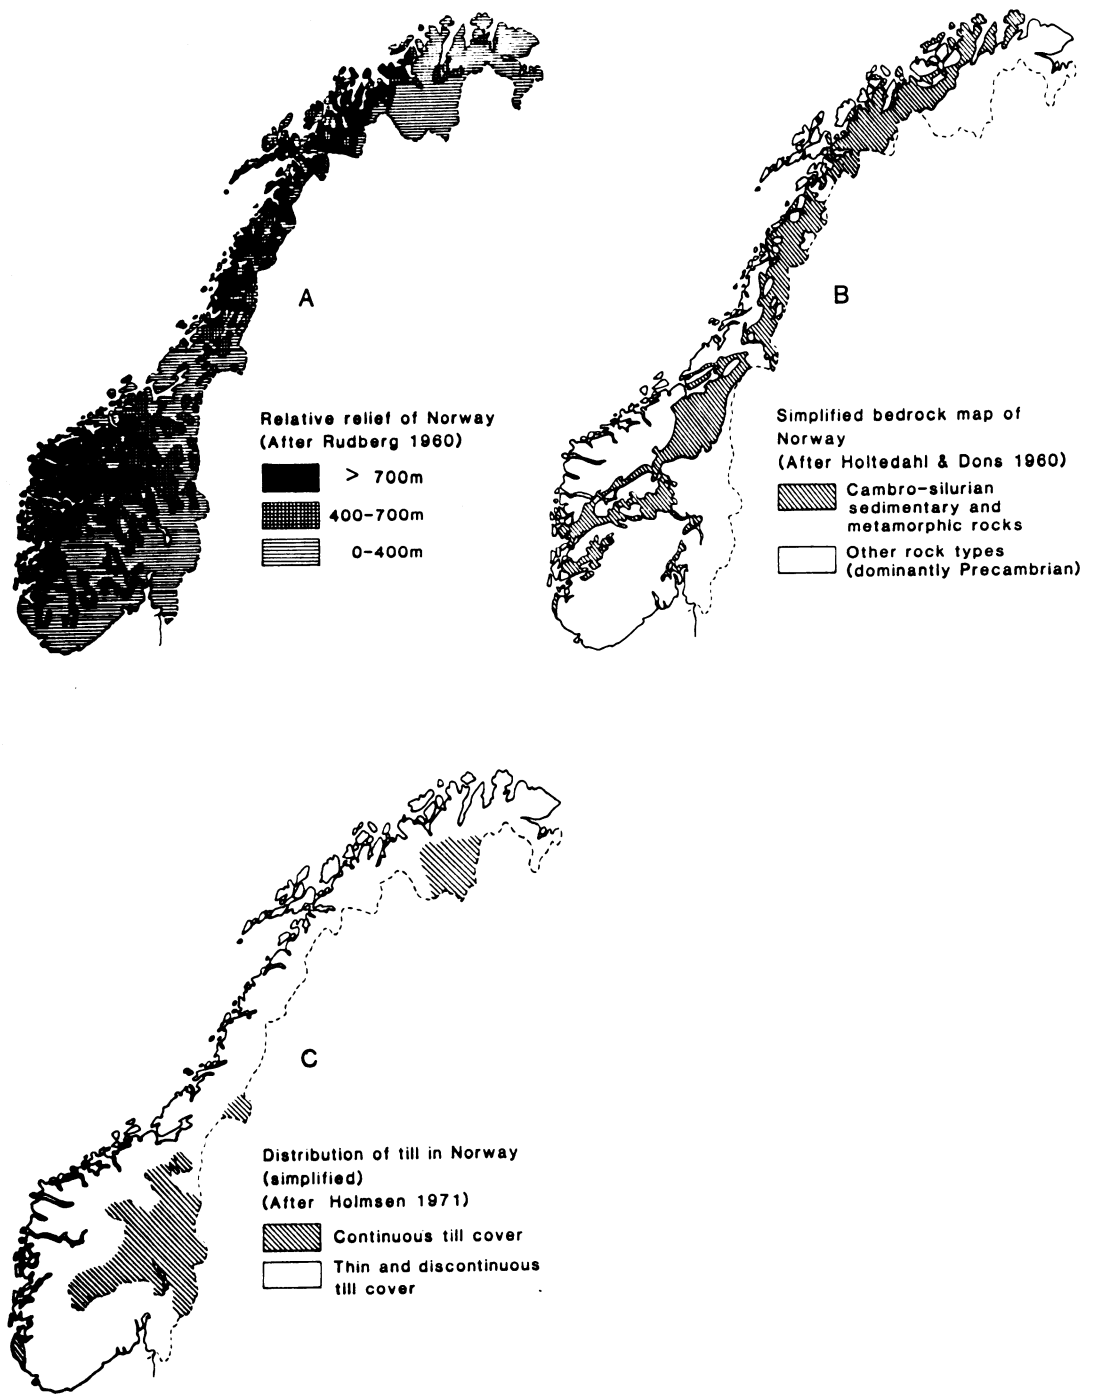 A
Relative relief of Norway
(After Rudberg 1960)
> 700m
400-700m
0-400m
B
Simplified bedrock map of
Norway
(After Holtedahl & Dons 1960)
Cambro-silurian
sedimentary and
metamorphic rocks
Other rock types
(dominantly Precambrian)
C
Distribution of till in Norway
(simplified)
(After Holmsen 1971)
Continuous till cover
Thin and discontinuous
till cover